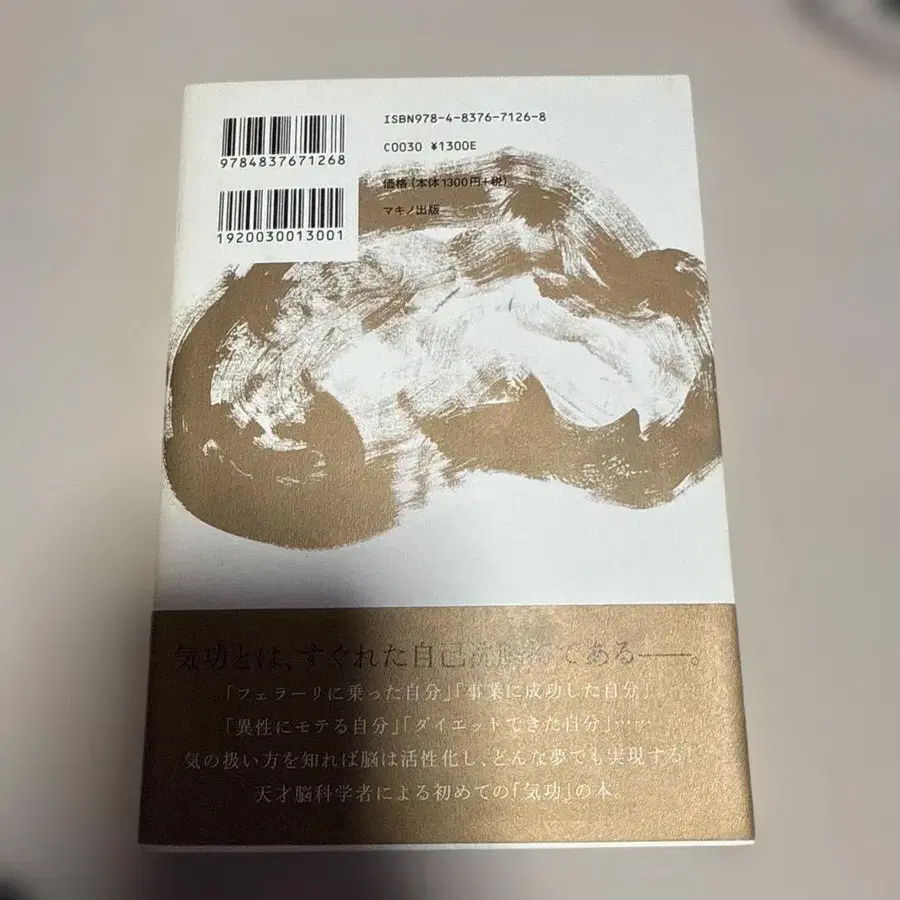 ISBN978-4-8376-7126-8
C0030 ¥1300E
9784837671268
価格(本体1300円+税)
マキノ出版
1920030013001
気功とは、すぐれた自己洗脳術である——。
「フェラーリに乗った自分」「事業に成功した自分」
「異性にモテる自分」「ダイエットできた自分」……
気の扱い方を知れば脳は活性化し、どんな夢でも実現する!
天才脳科学者による初めての「気功」の本。